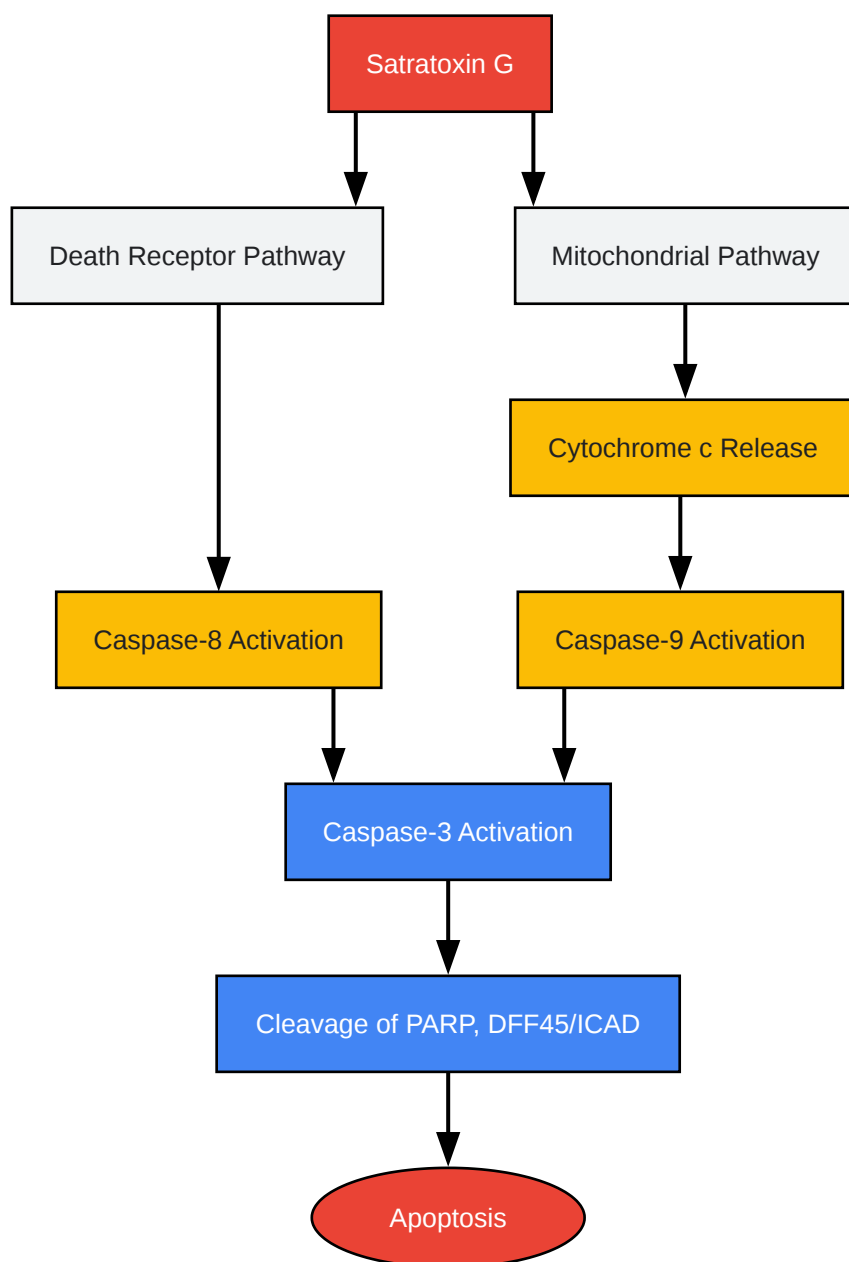 Satratoxin G
Death Receptor Pathway
Mitochondrial Pathway
Cytochrome c Release
Caspase-8 Activation
Caspase-9 Activation
Caspase-3 Activation
Cleavage of PARP, DFF45/ICAD
Apoptosis